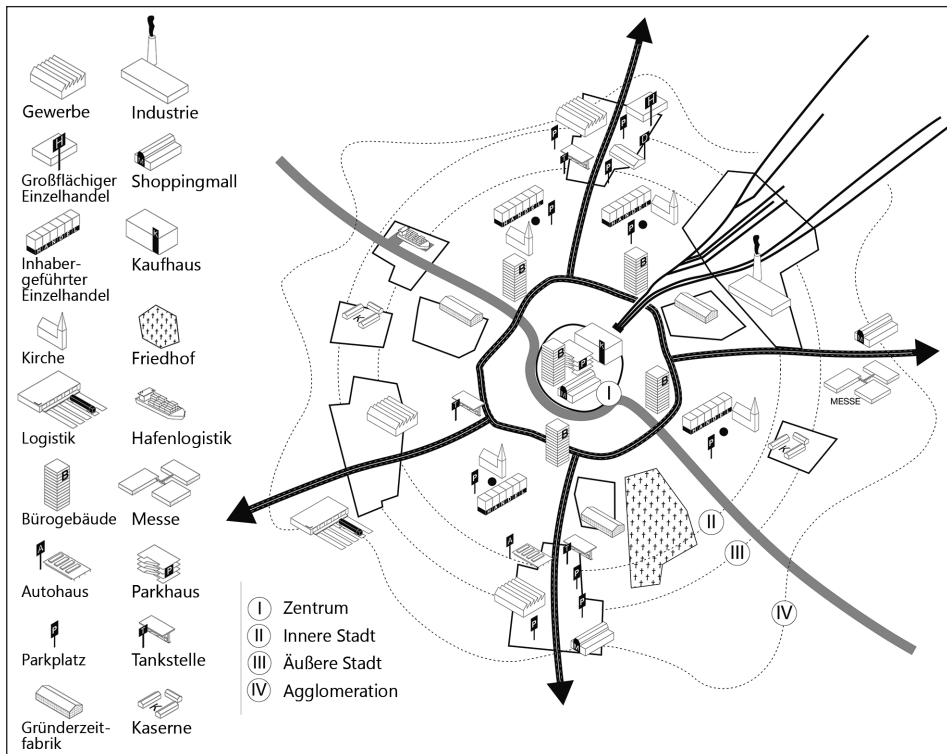 Gewerbe
Industrie
Großflächiger
Einzelhandel
Shoppingmall
Inhaber-
geführter
Einzelhandel
Kaufhaus
Kirche
Friedhof
Logistik
Hafenlogistik
Bürogebäude
Messe
Autohaus
Parkhaus
Parkplatz
Tankstelle
Gründerzeit-
fabrik
Kaserne
I Zentrum
II Innere Stadt
III Äußere Stadt
IV Agglomeration
MESSE
I
II
III
IV